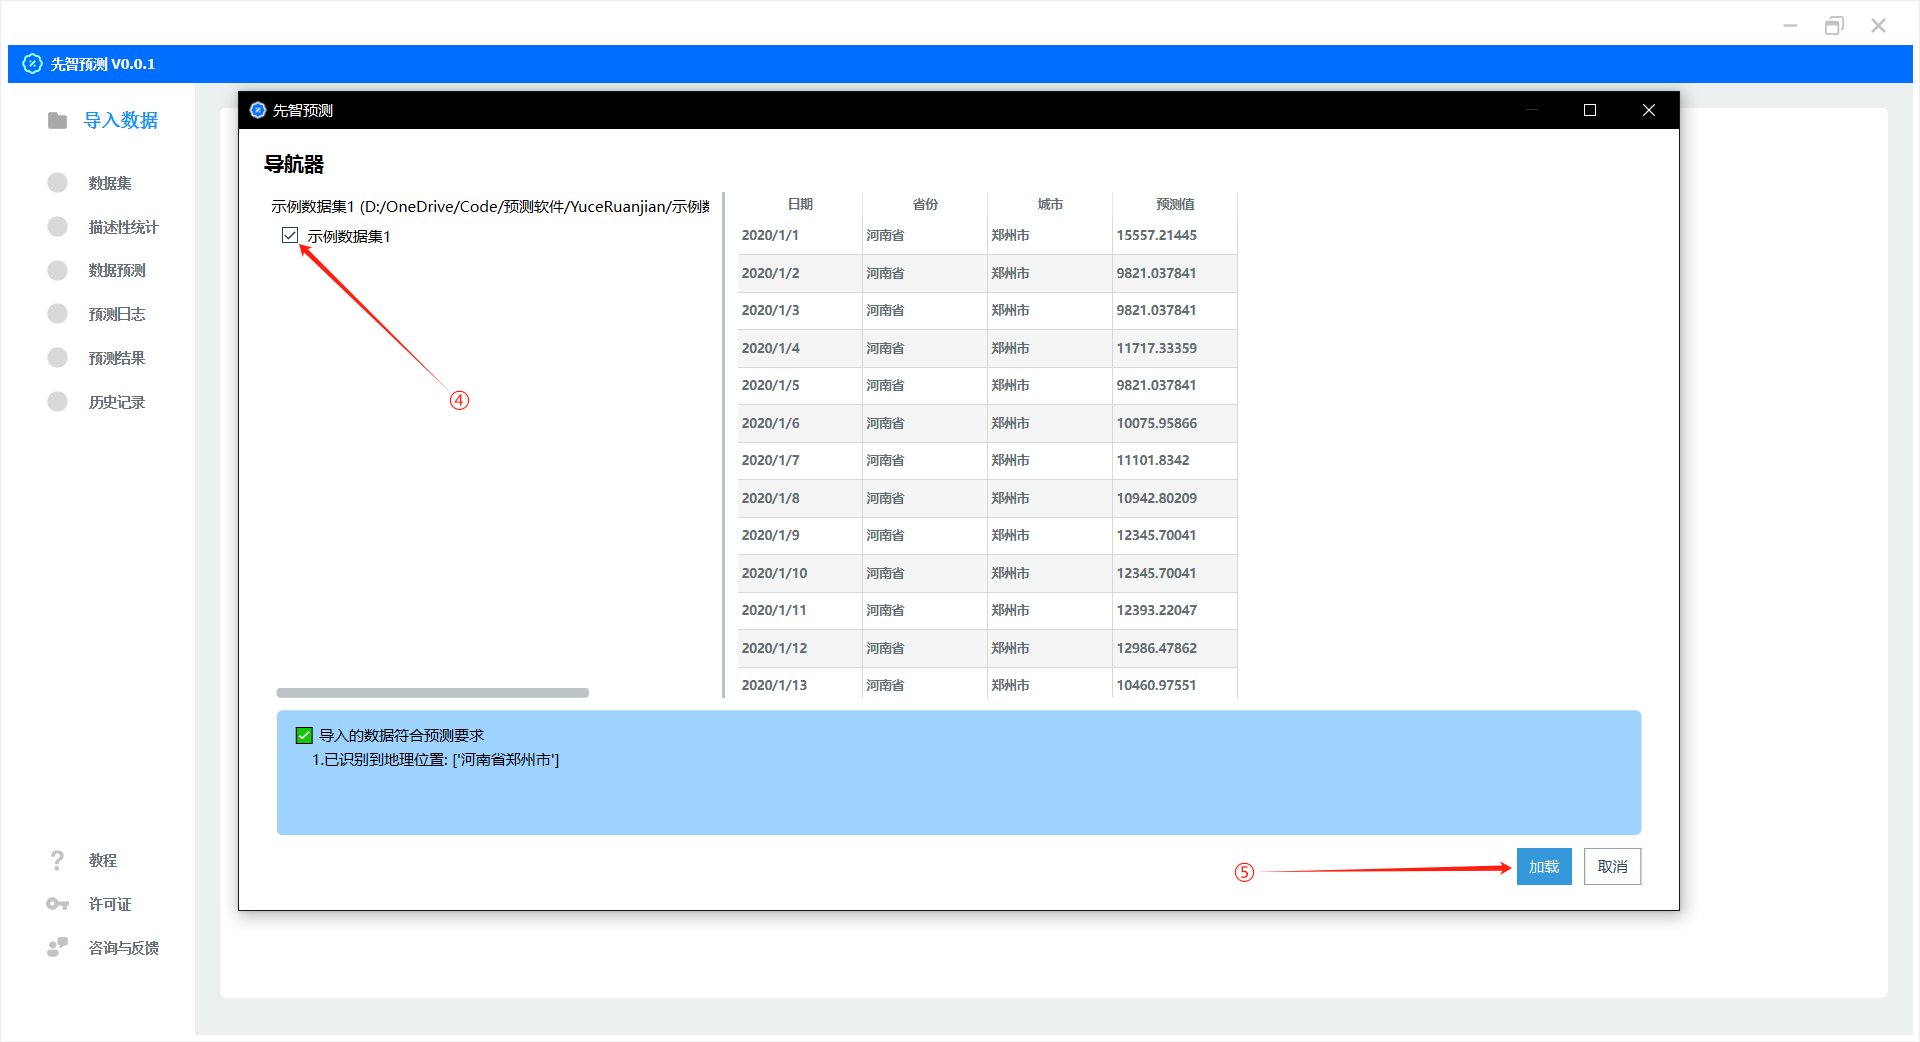 先智预测 V0.0.1
导入数据
数据集
描述性统计
数据预测
预测日志
预测结果
历史记录
教程
许可证
咨询与反馈
先智预测
导航器
示例数据集1 (D:/OneDrive/Code/预测软件/YuceRuanjian/示例数
示例数据集1
④
日期 省份 城市 预测值
2020/1/1 河南省 郑州市 15557.21445
2020/1/2 河南省 郑州市 9821.037841
2020/1/3 河南省 郑州市 9821.037841
2020/1/4 河南省 郑州市 11717.33359
2020/1/5 河南省 郑州市 9821.037841
2020/1/6 河南省 郑州市 10075.95866
2020/1/7 河南省 郑州市 11101.8342
2020/1/8 河南省 郑州市 10942.80209
2020/1/9 河南省 郑州市 12345.70041
2020/1/10 河南省 郑州市 12345.70041
2020/1/11 河南省 郑州市 12393.22047
2020/1/12 河南省 郑州市 12986.47862
2020/1/13 河南省 郑州市 10460.97551
导入的数据符合预测要求
1.已识别到地理位置: ['河南省郑州市']
⑤ 加载 取消